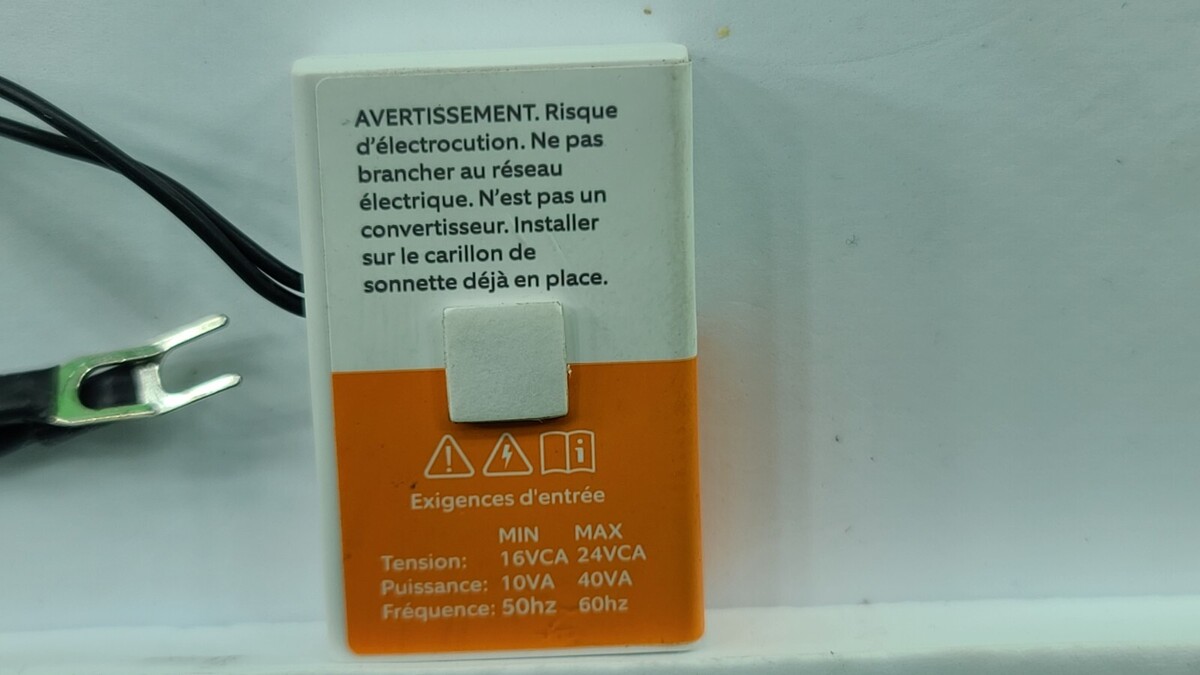 AVERTISSEMENT. Risque
d'électrocution. Ne pas
brancher au réseau
électrique. N'est pas un
convertisseur. Installer
sur le carillon de
sonnette déjà en place.
Exigences d'entrée
MIN MAX
Tension: 16VCA 24VCA
Puissance: 10VA 40VA
Fréquence: 50hz 60hz